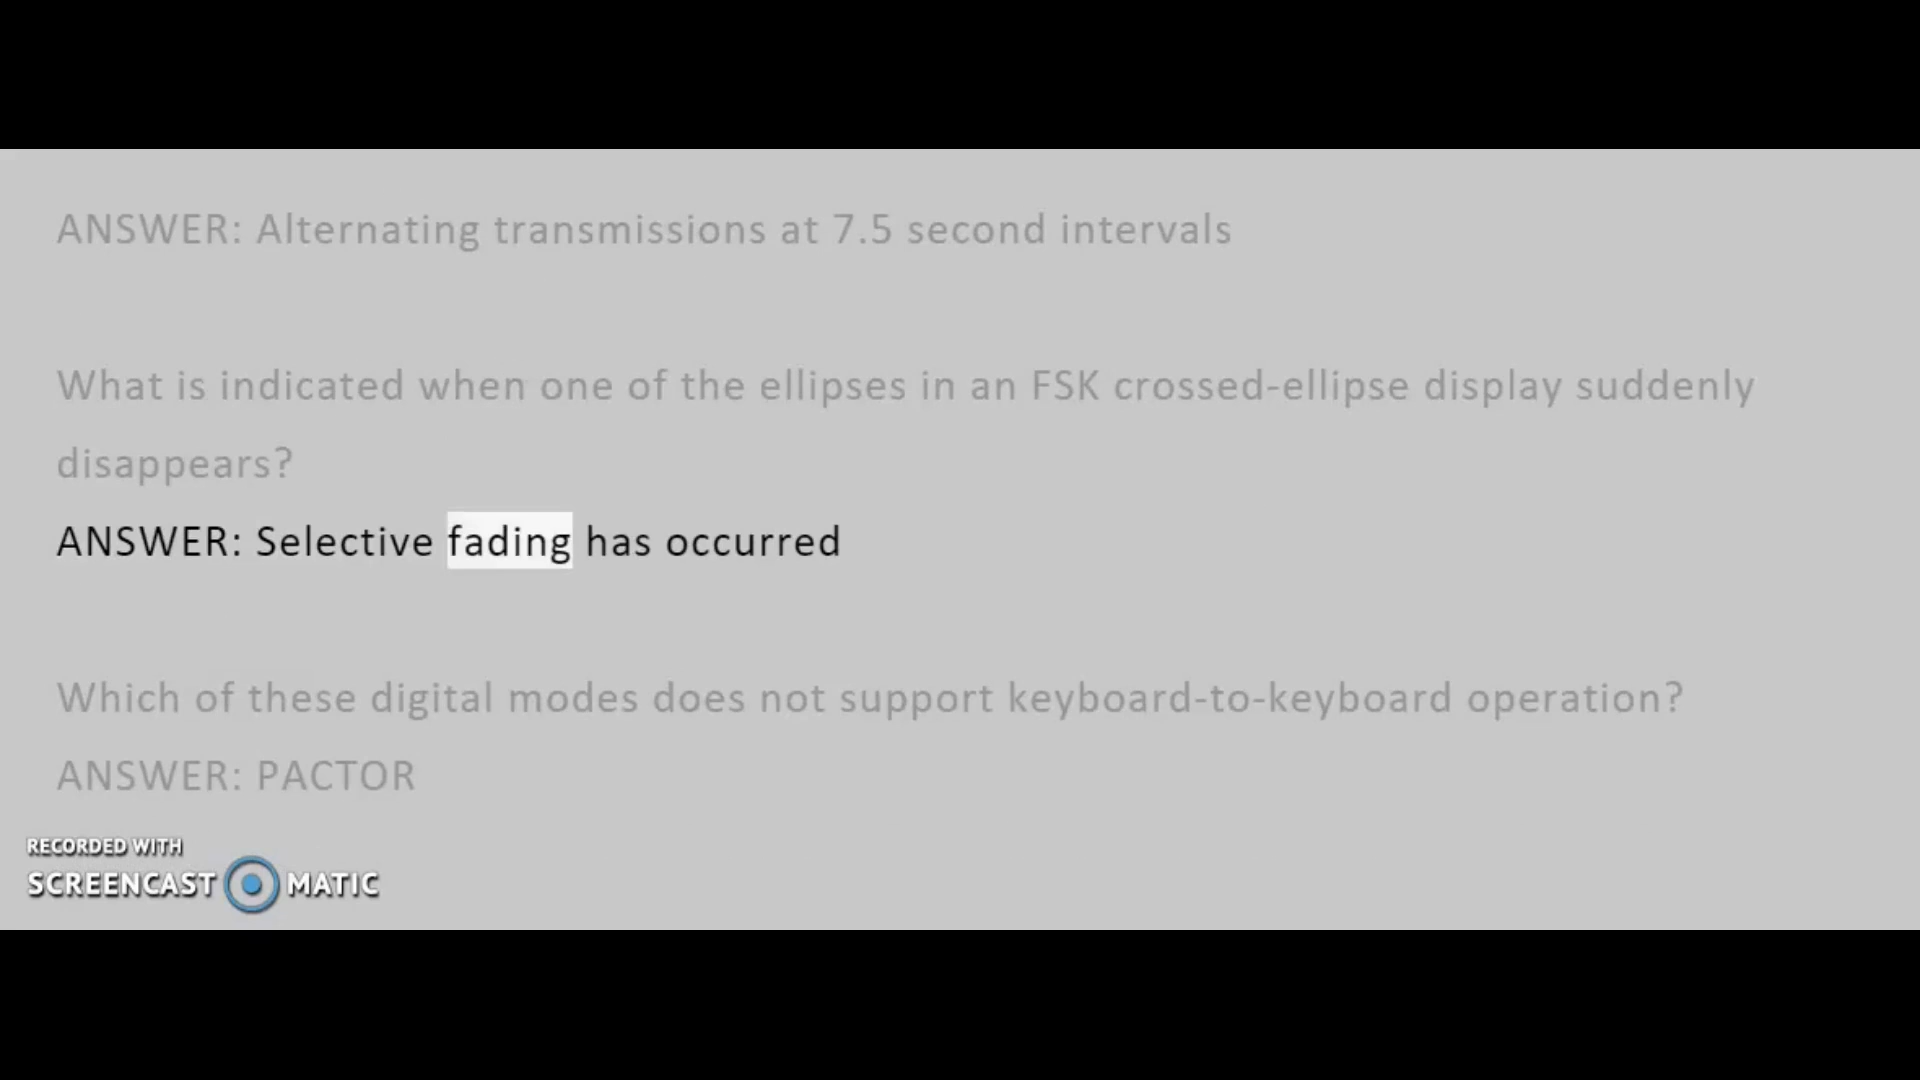 ANSWER: Alternating transmissions at 7.5 second intervals
What is indicated when one of the ellipses in an FSK crossed-ellipse display suddenly
disappears?
ANSWER: Selective fading has occurred
Which of these digital modes does not support keyboard-to-keyboard operation?
ANSWER: PACTOR
RECORDED WITH
SCREENCAST MATIC